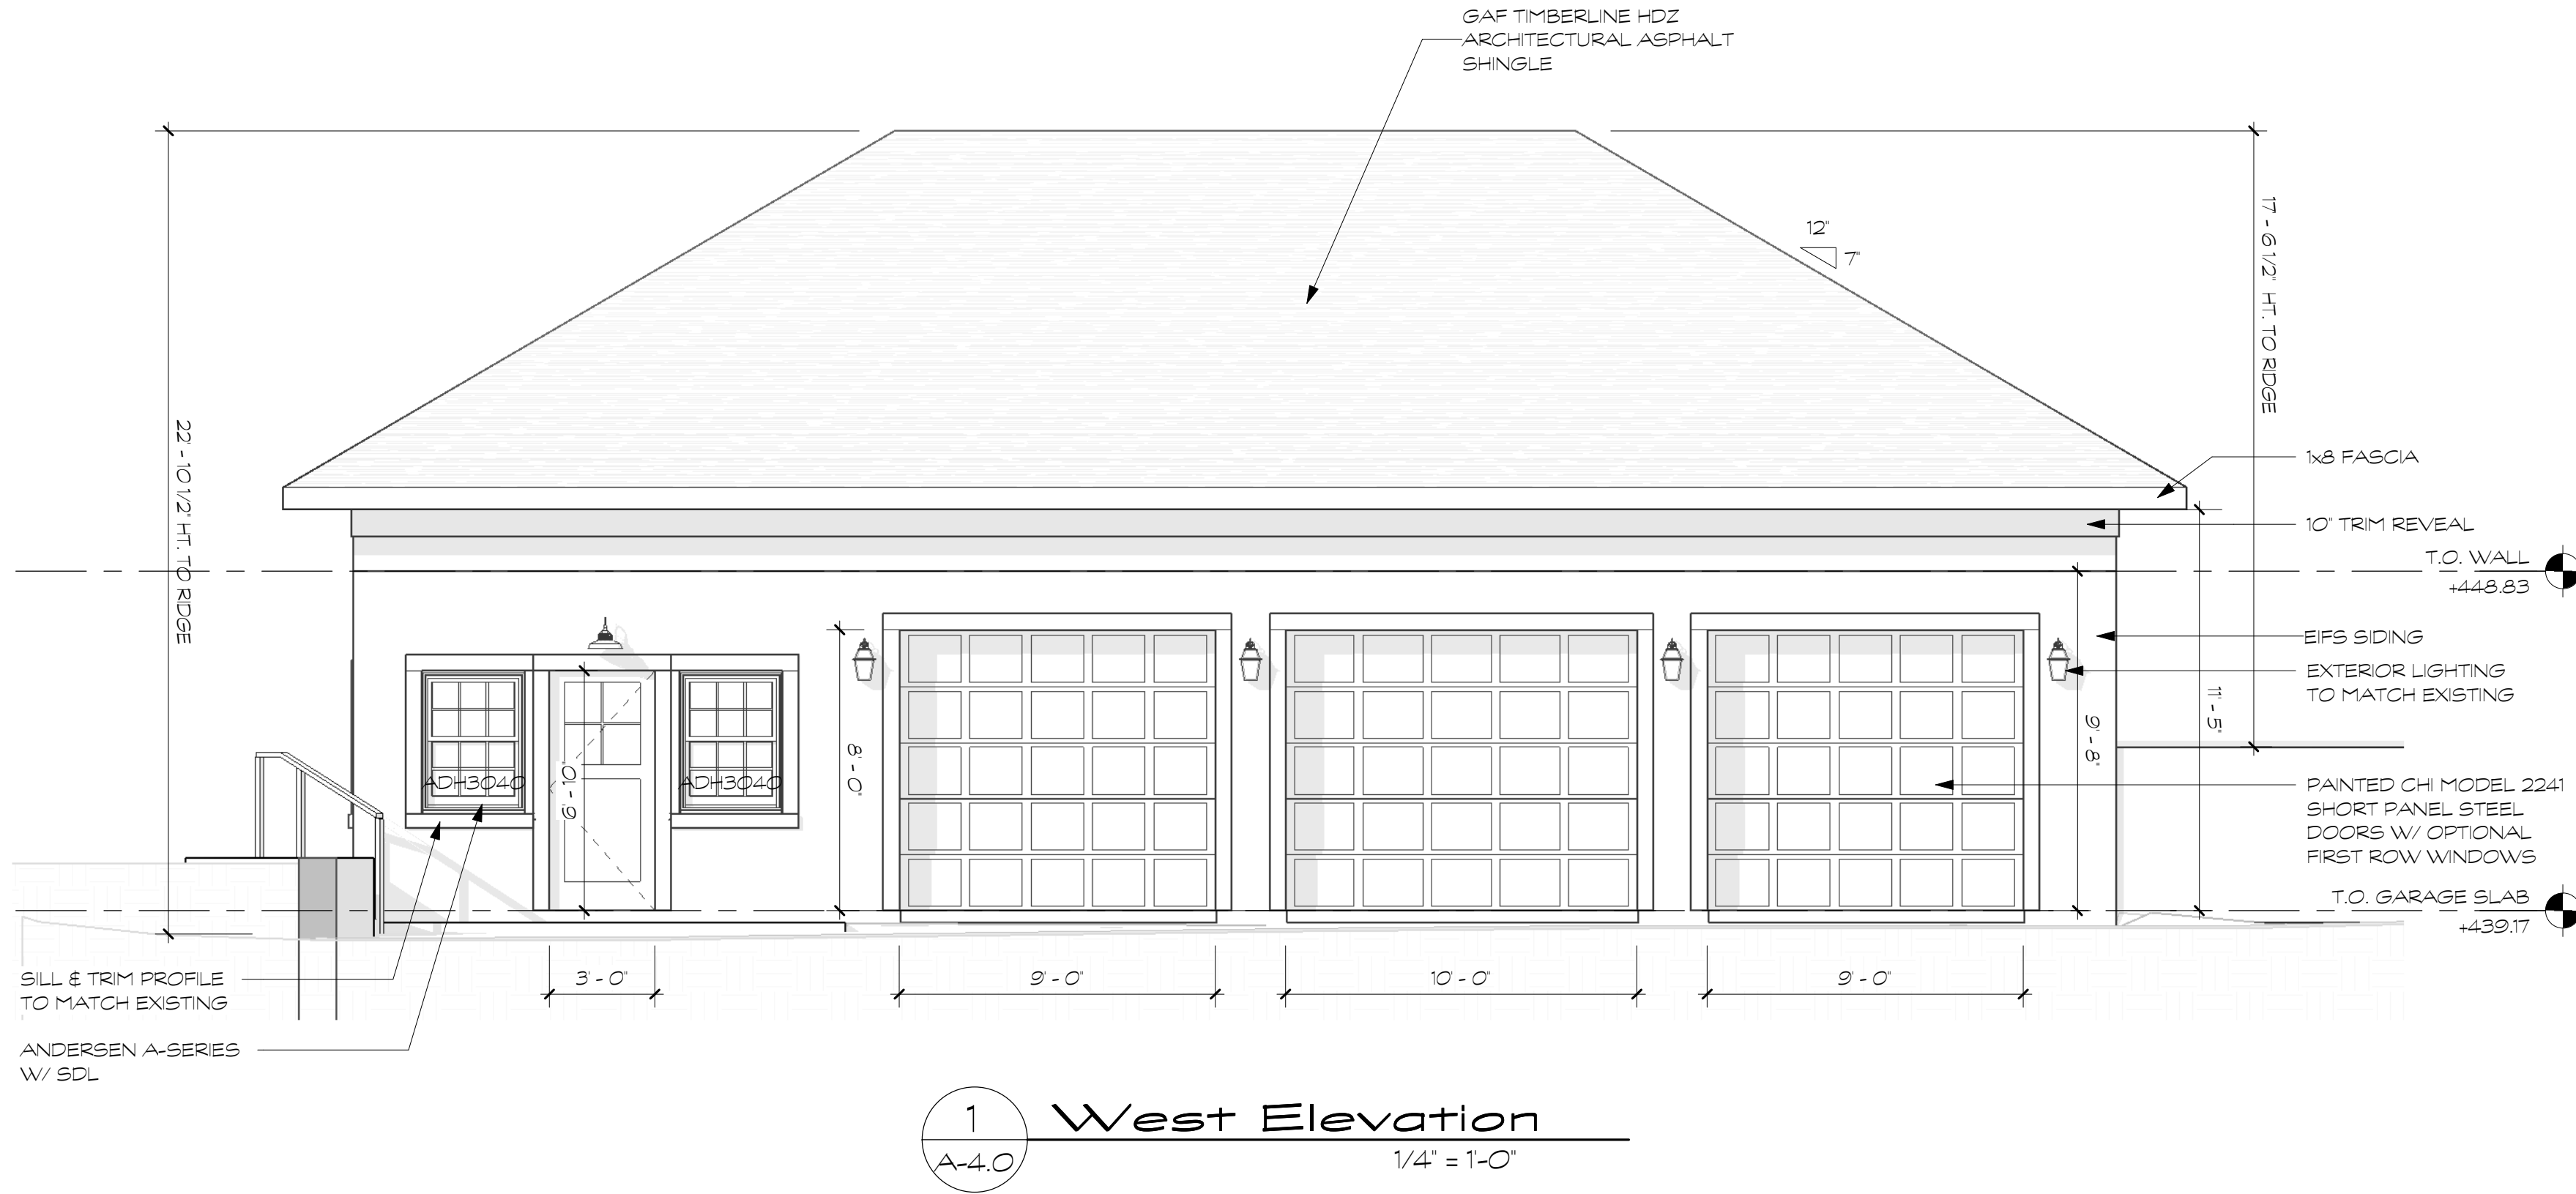 GAF TIMBERLINE HDZ
ARCHITECTURAL ASPHALT
SHINGLE
12"
7"
17' - 6 1/2" HT. TO RIDGE
22' - 10 1/2" HT. TO RIDGE
1x8 FASCIA
10" TRIM REVEAL
T.O. WALL
+448.83
EIFS SIDING
EXTERIOR LIGHTING
TO MATCH EXISTING
11' - 5"
9' - 8"
8' - 0"
6' - 10"
ADH3040
ADH3040
PAINTED CHI MODEL 2241
SHORT PANEL STEEL
DOORS W/ OPTIONAL
FIRST ROW WINDOWS
T.O. GARAGE SLAB
+439.17
SILL & TRIM PROFILE
TO MATCH EXISTING
3' - 0"
9' - 0"
10' - 0"
9' - 0"
ANDERSEN A-SERIES
W/ SDL
1
West Elevation
A-4.0
1/4" = 1'-0"